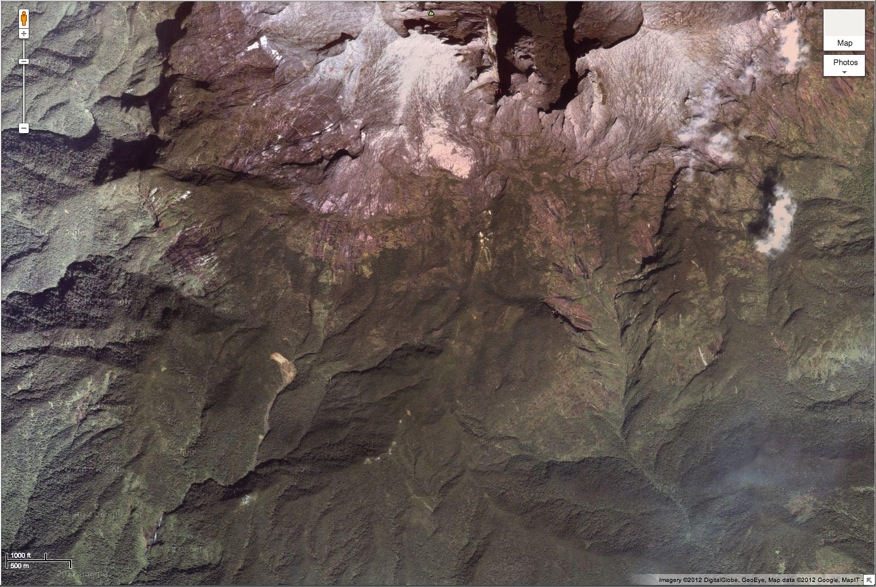 Map
Photos
1000 ft
500 m
Imagery ©2012 DigitalGlobe, GeoEye, Map data ©2012 Google, MapIT -